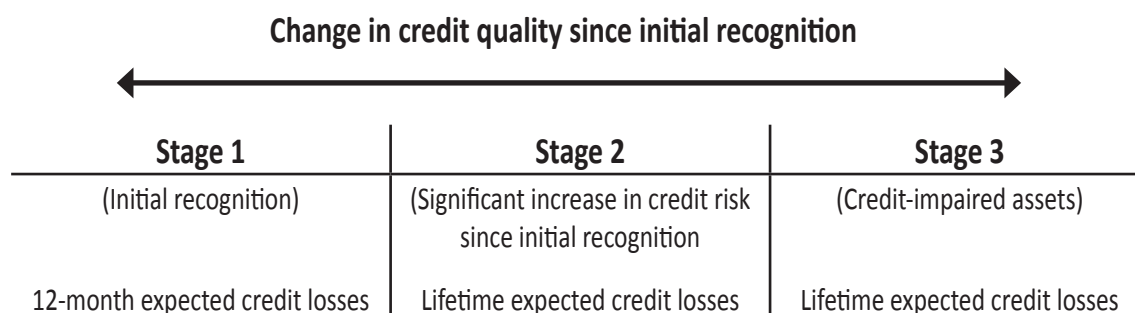 Change in credit quality since initial recognition
Stage 1
Stage 2
Stage 3
(Initial recognition)
(Significant increase in credit risk
since initial recognition
(Credit-impaired assets)
12-month expected credit losses
Lifetime expected credit losses
Lifetime expected credit losses